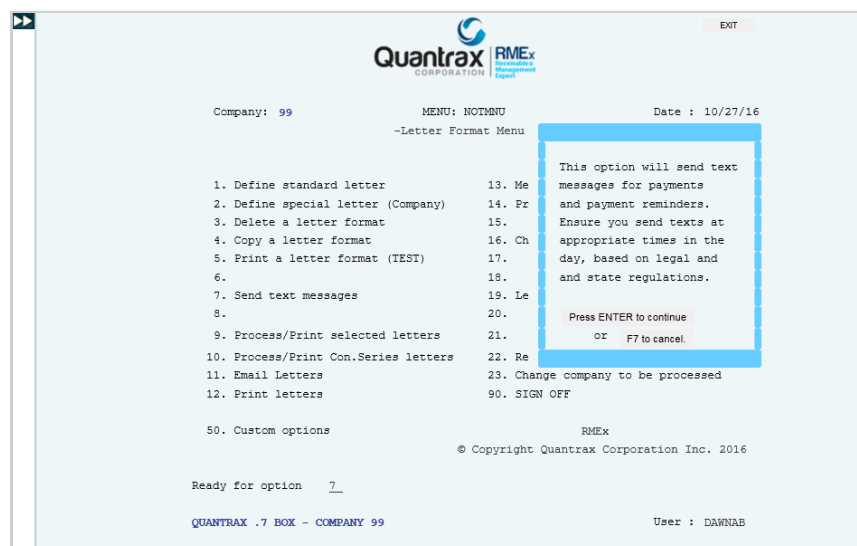 EXIT
Quantrax RMEx
CORPORATION Receivables Management Expert
Company: 99 MENU: NOTMNU Date : 10/27/16
-Letter Format Menu
This option will send text
1. Define standard letter 13. Me messages for payments
2. Define special letter (Company) 14. Pr and payment reminders.
3. Delete a letter format 15. Ensure you send texts at
4. Copy a letter format 16. Ch appropriate times in the
5. Print a letter format (TEST) 17. day, based on legal and
6. 18. and state regulations.
7. Send text messages 19. Le
8. 20. Press ENTER to continue
9. Process/Print selected letters 21. or F7 to cancel.
10. Process/Print Con.Series letters 22. Re
11. Email Letters 23. Change company to be processed
12. Print letters 90. SIGN OFF
50. Custom options RMEx
© Copyright Quantrax Corporation Inc. 2016
Ready for option 7
QUANTRAX .7 BOX - COMPANY 99 User : DAWNAB